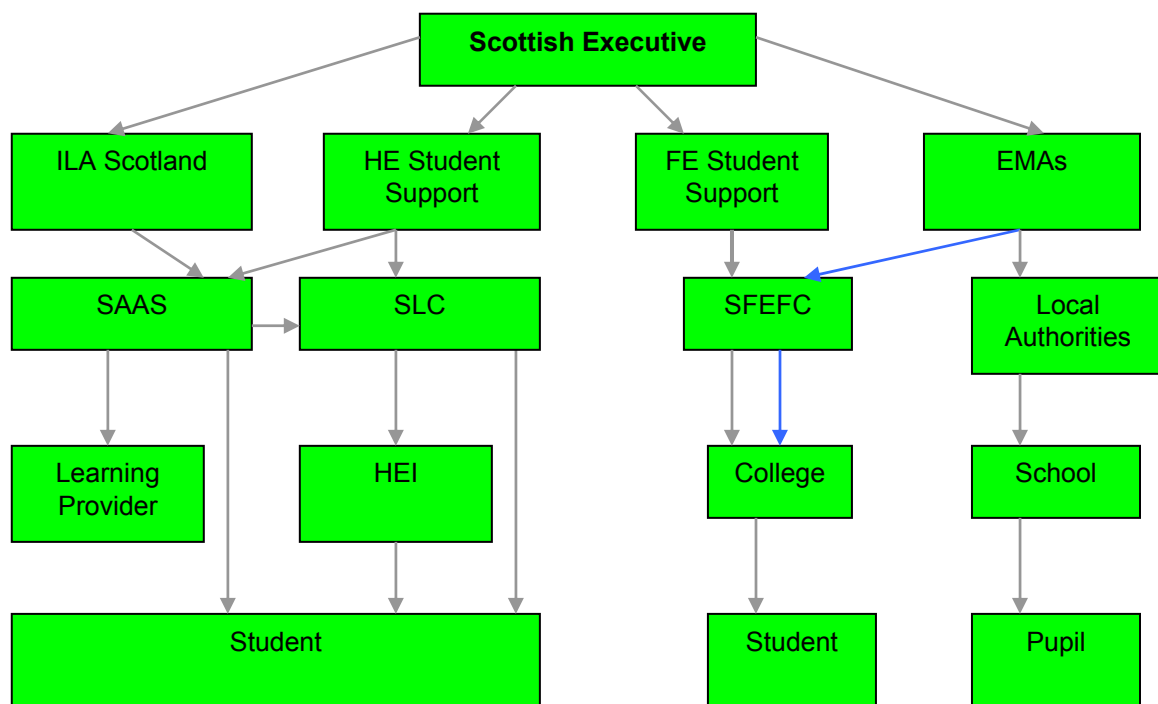 Scottish Executive
ILA Scotland
HE Student
Support
FE Student
Support
EMAs
SAAS
SLC
SFEFC
Local
Authorities
Learning
Provider
HEI
College
School
Student
Student
Pupil